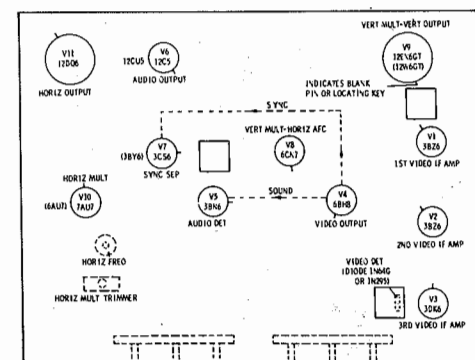 VERT MULT-VERT OUTPUT
V11
12DQ6
HORIZ OUTPUT
12CU5
V6
12C5
AUDIO OUTPUT
V9
12EN6GT
(12W6GT)
INDICATES BLANK
PIN OR LOCATING KEY
SYNC
(3BY6)
V7
3CS6
SYNC SEP
VERT MULT-HORIZ AFC
V8
V1
3BZ6
1ST VIDEO IF AMP
HORIZ MULT
(6AU7)
V10
7AU7
V5
3BN6
AUDIO DET
SOUND
V4
6BH8
VIDEO OUTPUT
V2
3BZ6
2ND VIDEO IF AMP
HORIZ FREQ
HORIZ MULT TRIMMER
VIDEO DET
(DIODE 1N64G
OR 1N295)
V3
3DK6
3RD VIDEO IF AMP